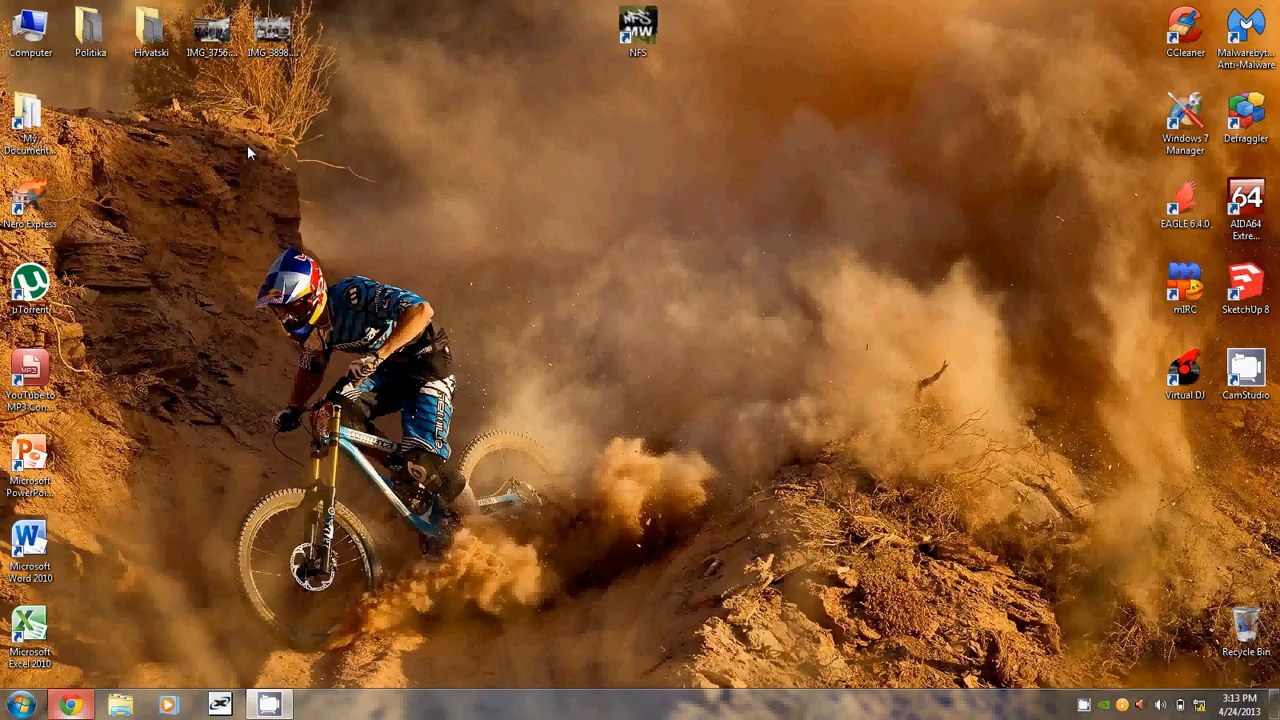 Computer
Politika
Hrvatski
IMG_3756....
IMG_3898....
NFS
MW
NFS
CCleaner
Malwarebyt...
Anti-Malware
My
Document...
Windows 7
Manager
Defraggler
Nero Express
EAGLE 6.4.0
64
AIDA64
Extre...
µTorrent
mIRC
SketchUp 8
MP3
YouTube to
MP3 Con...
Virtual DJ
CamStudio
Microsoft
PowerPoi...
Microsoft
Word 2010
Microsoft
Excel 2010
Recycle Bin
3:13 PM
4/24/2013